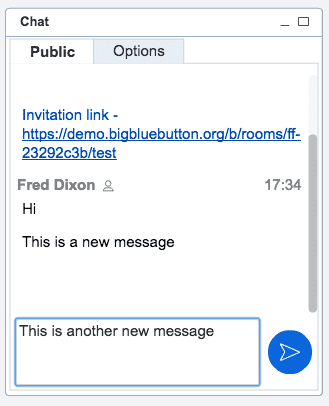 Chat
Public Options
Invitation link -
https://demo.bigbluebutton.org/b/rooms/ff-
23292c3b/test
Fred Dixon 17:34
Hi
This is a new message
This is another new message